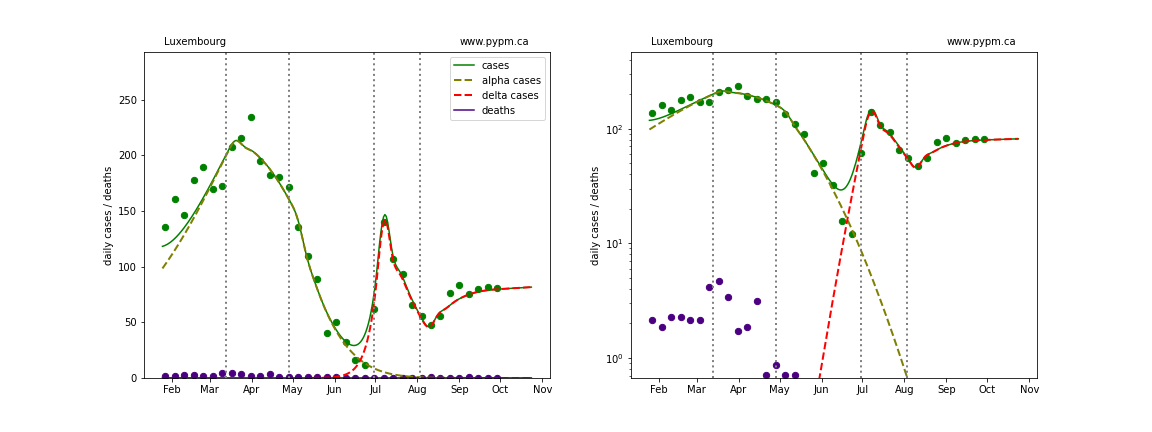 Luxembourg www.pypm.ca
cases
alpha cases
delta cases
deaths
daily cases / deaths
250
200
150
100
50
0
Feb Mar Apr May Jun Jul Aug Sep Oct Nov
Luxembourg www.pypm.ca
daily cases / deaths
10²
10¹
10⁰
Feb Mar Apr May Jun Jul Aug Sep Oct Nov